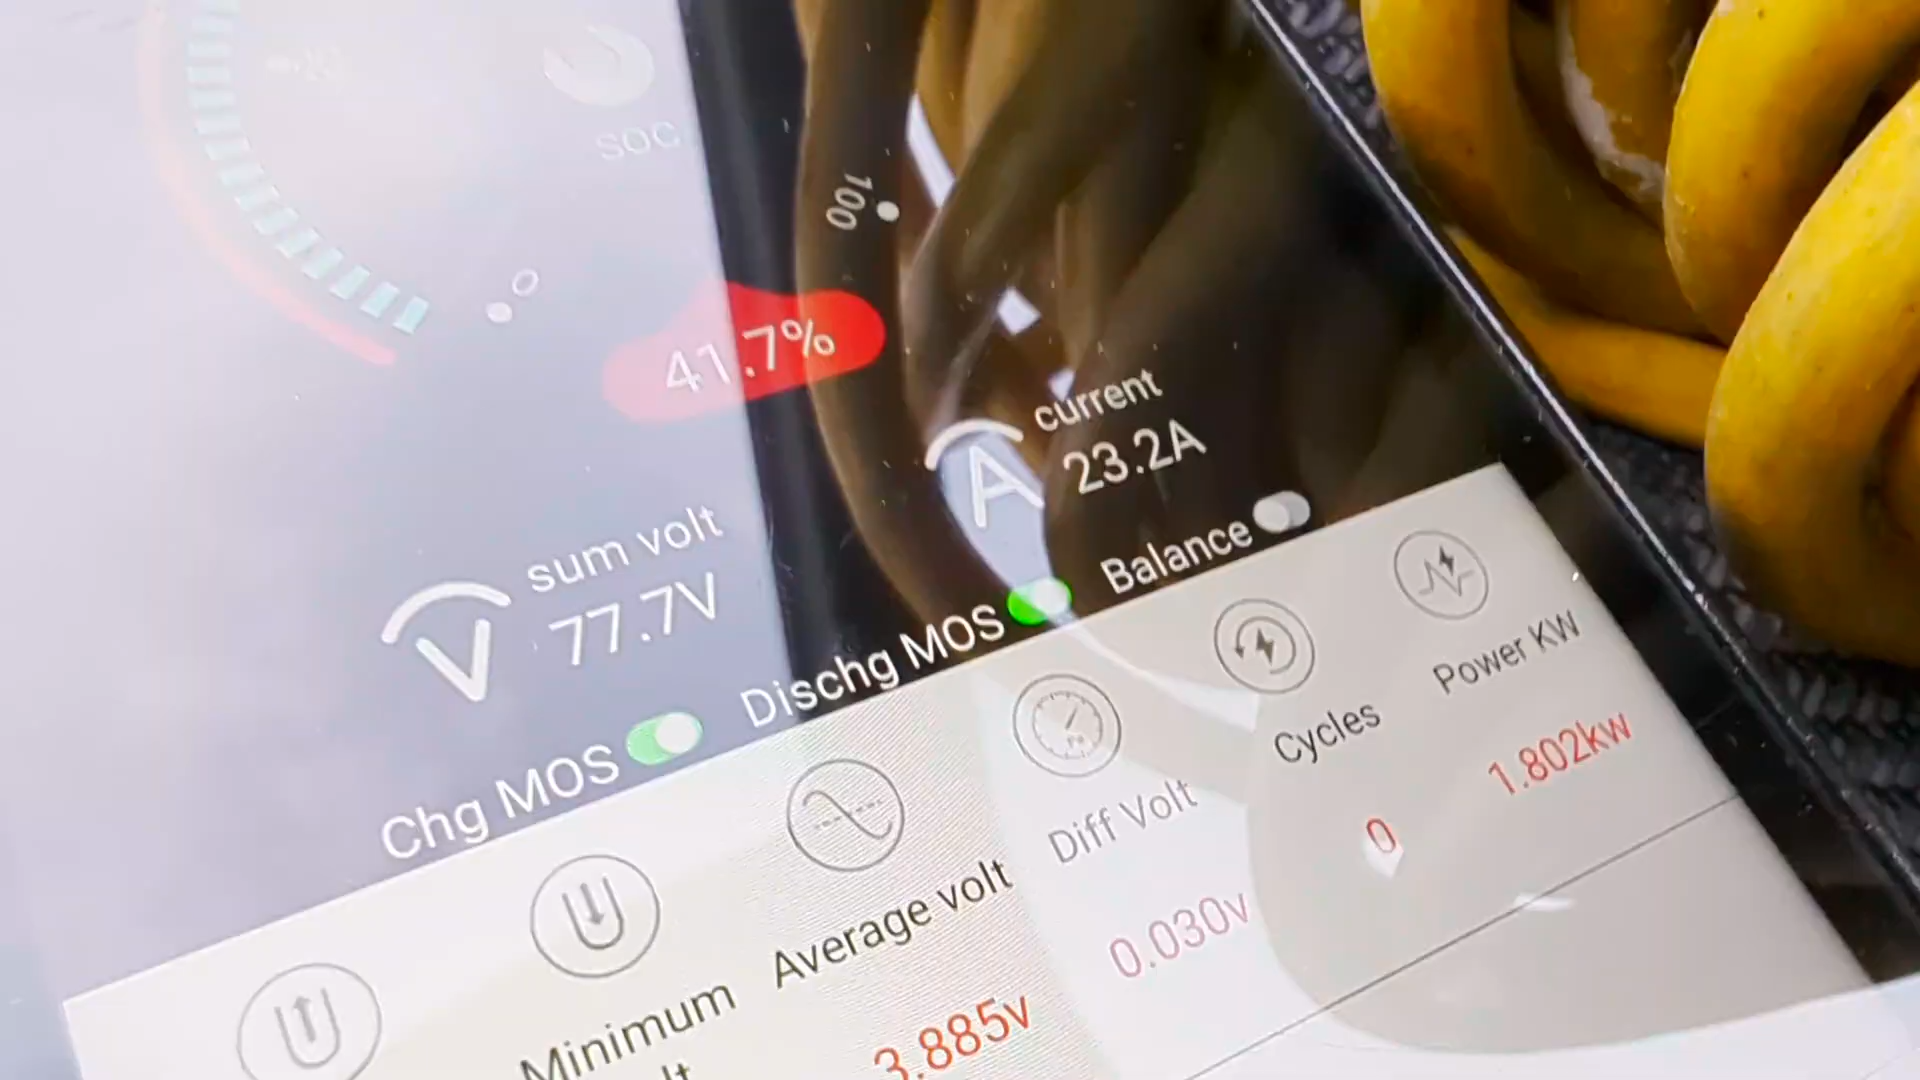 SOC
0
100
41.7%
sum volt
77.7V
current
23.2A
V
A
Chg MOS
Dischg MOS
Balance
Minimum
Average volt
3.885v
Diff Volt
0.030v
Cycles
0
Power KW
1.802kw